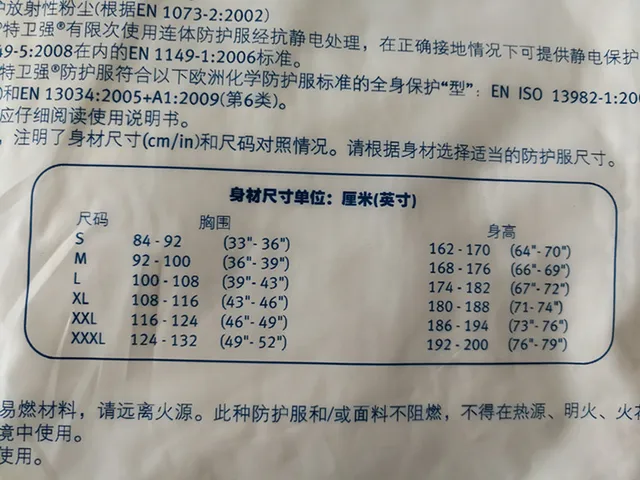 护放射性粉尘(根据EN 1073-2:2002)
®特卫强®有限次使用连体防护服经抗静电处理，在正确接地情况下可提供静电保护
49-5:2008在内的EN 1149-1:2006标准。
特卫强®防护服符合以下欧洲化学防护服标准的全身保护“型”：EN ISO 13982-1:200
)和EN 13034:2005+A1:2009(第6类)。
应仔细阅读使用说明书。
，注明了身材尺寸(cm/in)和尺码对照情况。请根据身材选择适当的防护服尺寸。
身材尺寸单位：厘米(英寸)
尺码 胸围 身高
S 84 - 92 (33"- 36") 162 - 170 (64"- 70")
M 92 - 100 (36"- 39") 168 - 176 (66"- 69")
L 100 - 108 (39"- 43") 174 - 182 (67"- 72")
XL 108 - 116 (43"- 46") 180 - 188 (71-74")
XXL 116 - 124 (46"- 49") 186 - 194 (73"- 76")
XXXL 124 - 132 (49"- 52") 192 - 200 (76"- 79")
易燃材料，请远离火源。此种防护服和/或面料不阻燃，不得在热源、明火、火花
境中使用。
使用。